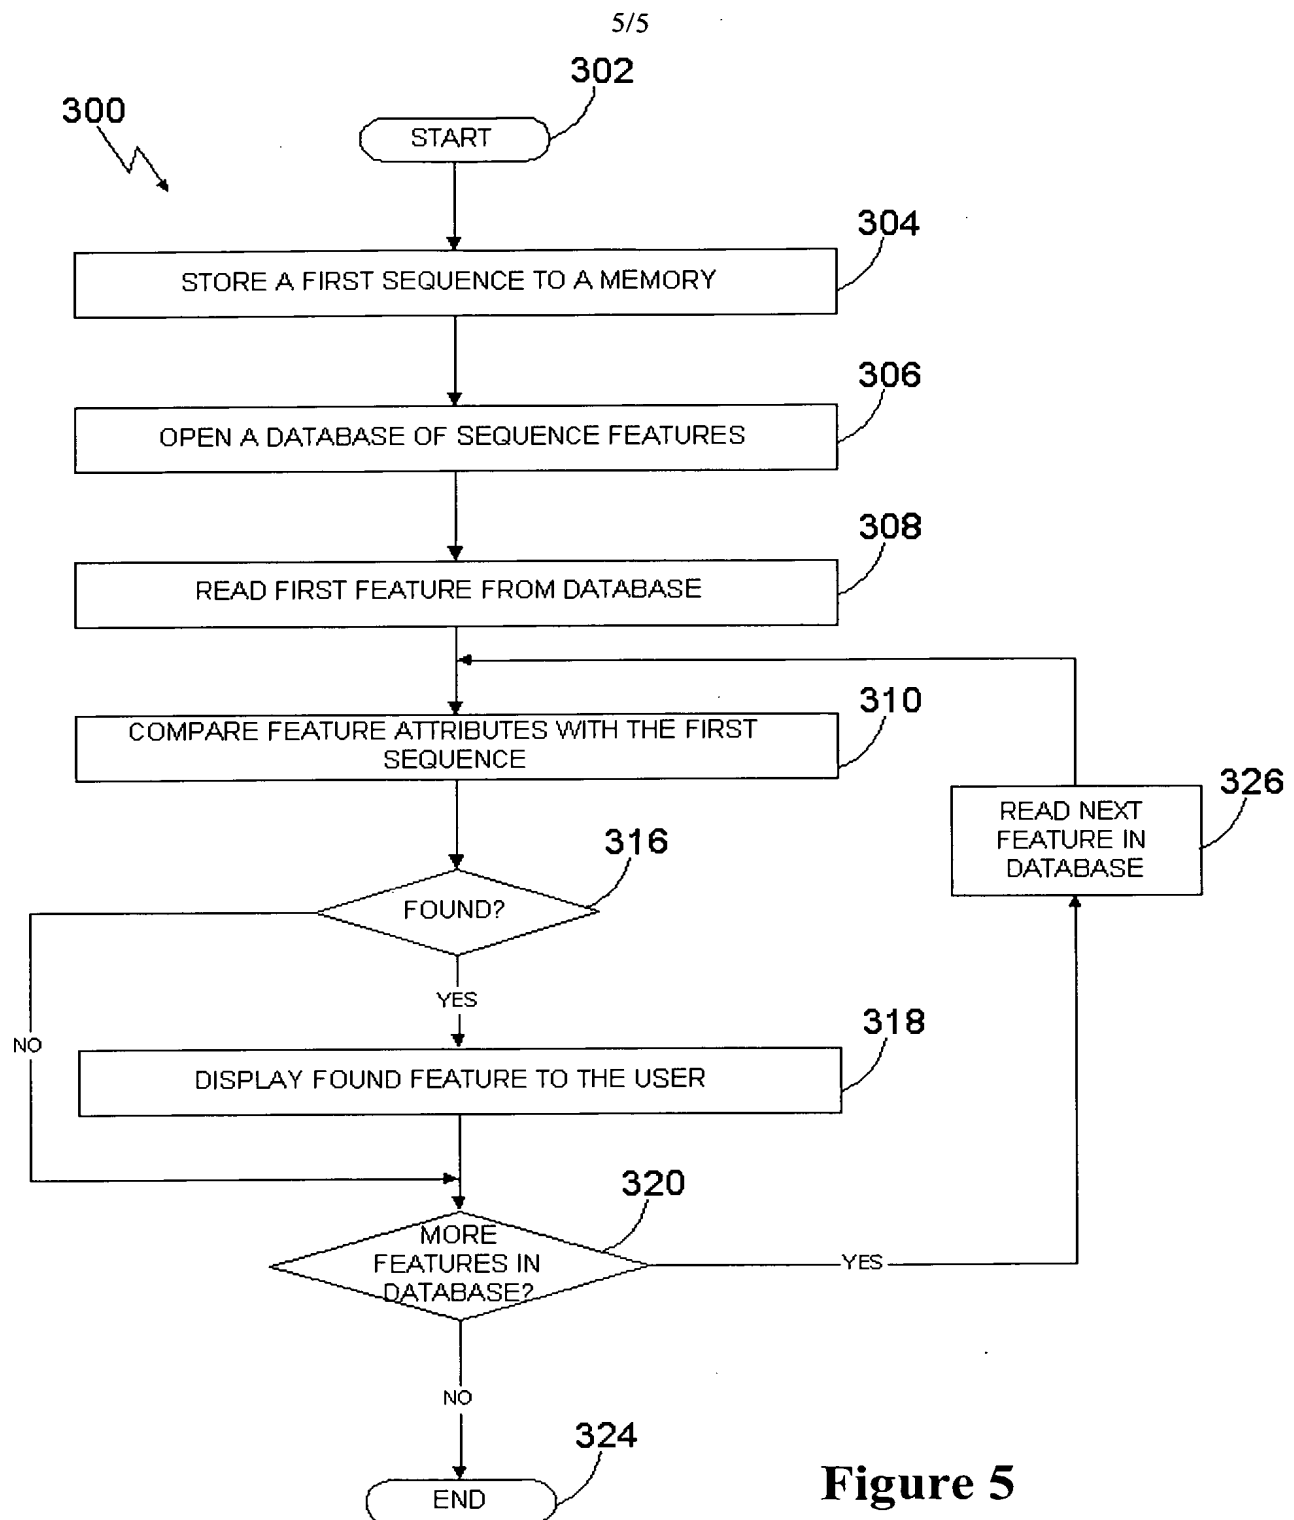 5/5
302
300
START
304
STORE A FIRST SEQUENCE TO A MEMORY
306
OPEN A DATABASE OF SEQUENCE FEATURES
308
READ FIRST FEATURE FROM DATABASE
310
COMPARE FEATURE ATTRIBUTES WITH THE FIRST
SEQUENCE
326
READ NEXT
FEATURE IN
DATABASE
316
FOUND?
YES
NO
318
DISPLAY FOUND FEATURE TO THE USER
320
MORE
FEATURES IN
DATABASE?
YES
NO
324
END
Figure 5